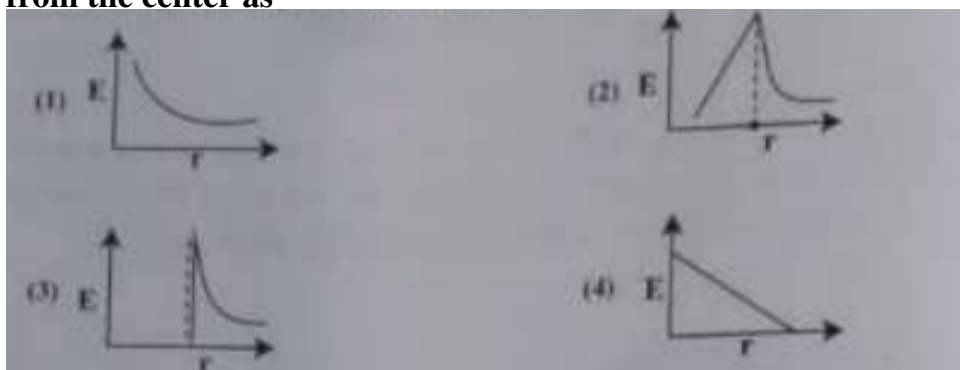 from the center as
(1) E
r
(2) E
r
(3) E
r
(4) E
r